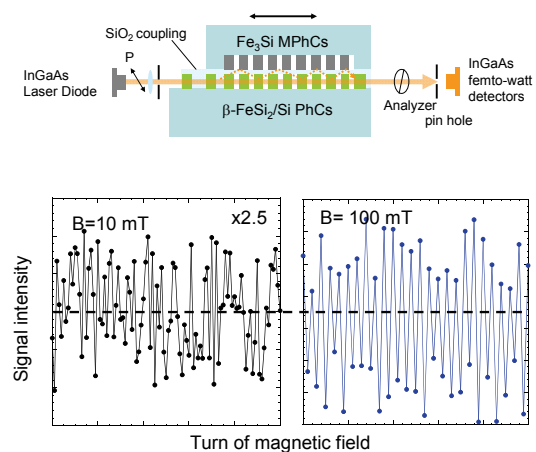 SiO₂ coupling
P
Fe₃Si MPhCs
InGaAs
Laser Diode
InGaAs
femto-watt
detectors
Analyzer
pin hole
β-FeSi₂/Si PhCs
B=10 mT
x2.5
B= 100 mT
Signal intensity
Turn of magnetic field